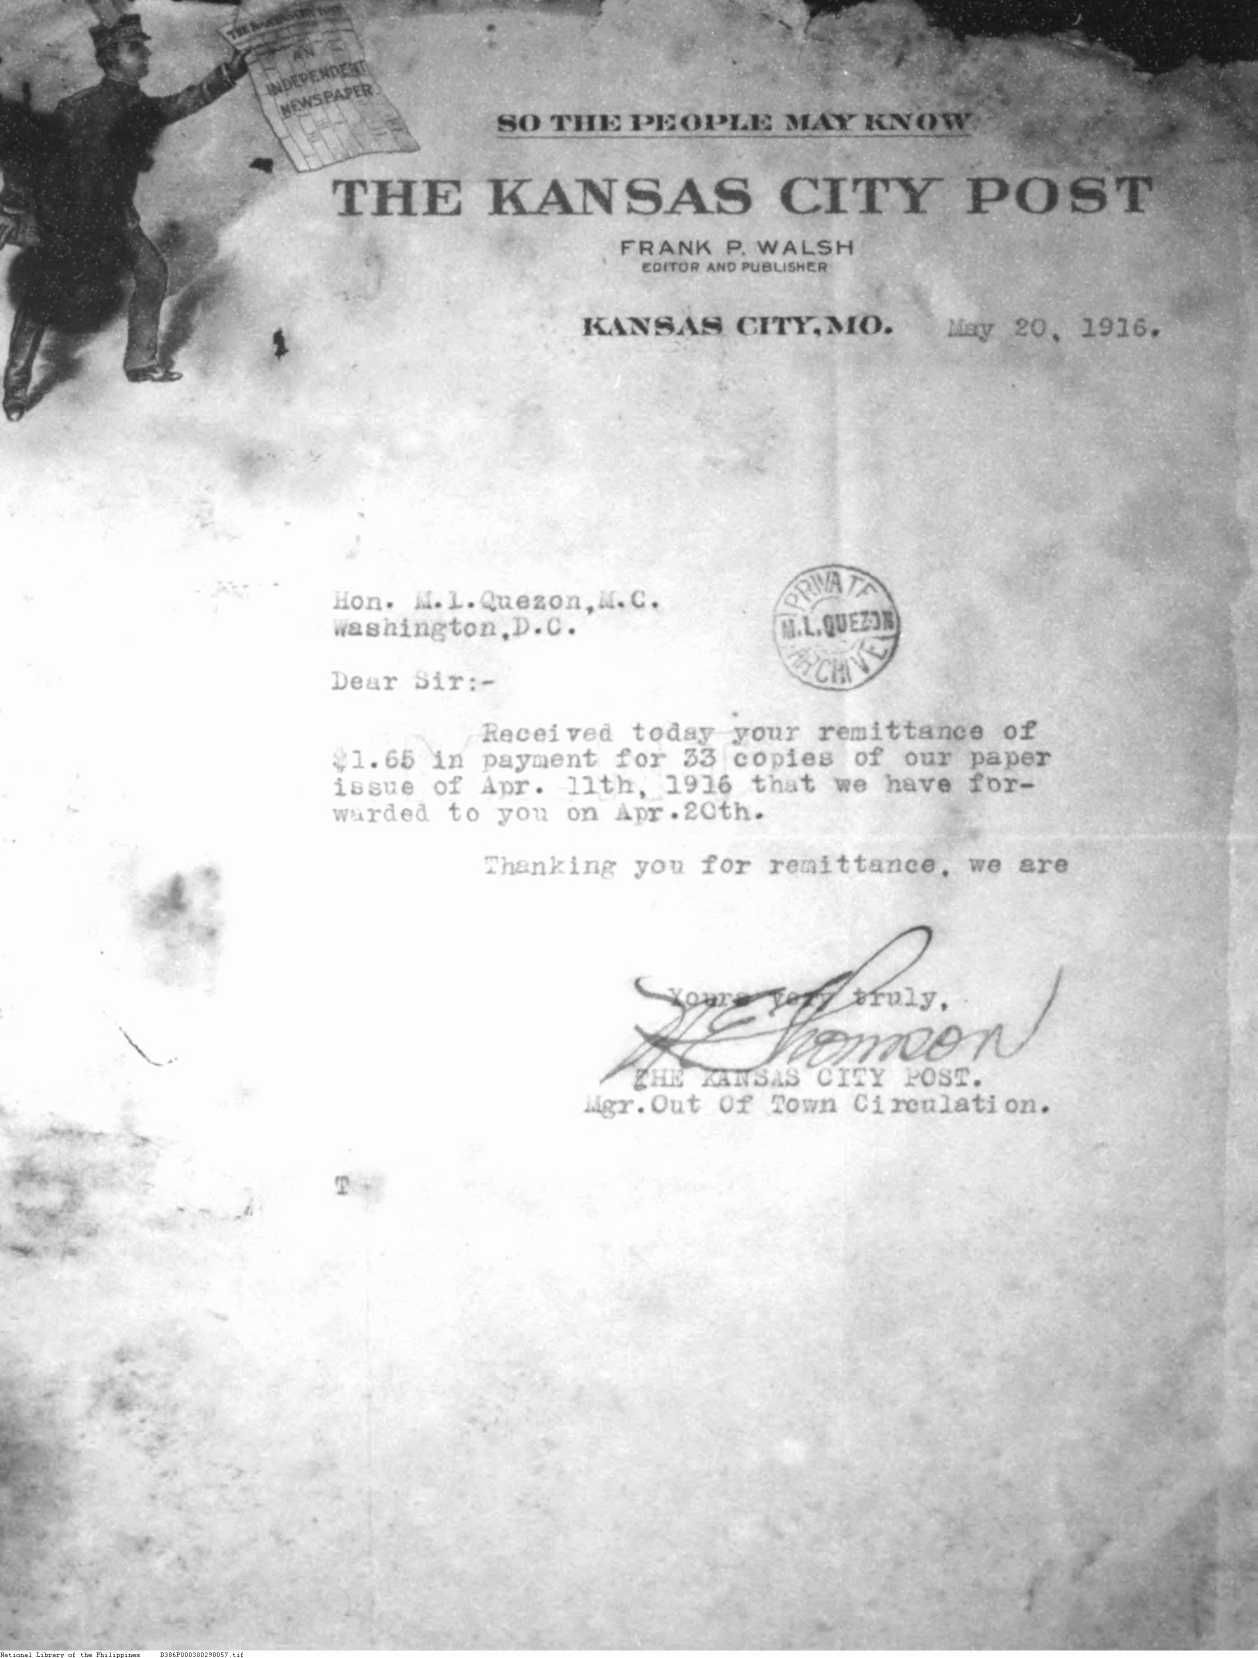 AN
INDEPENDENT
NEWSPAPER
SO THE PEOPLE MAY KNOW
THE KANSAS CITY POST
FRANK P. WALSH
EDITOR AND PUBLISHER
KANSAS CITY, MO. May 20, 1916.
Hon. M.L.Quezon,M.C.
Washington,D.C.
PRIVATE
M.L.QUEZON
ARCHIVE
Dear Sir:-
Received today your remittance of
$1.65 in payment for 33 copies of our paper
issue of Apr. 11th, 1916 that we have for-
warded to you on Apr.20th.
Thanking you for remittance, we are
Yours very truly,
Thomson
THE KANSAS CITY POST.
Mgr.Out Of Town Circulation.
T
National Library of the Philippines D386P000380298057.tif